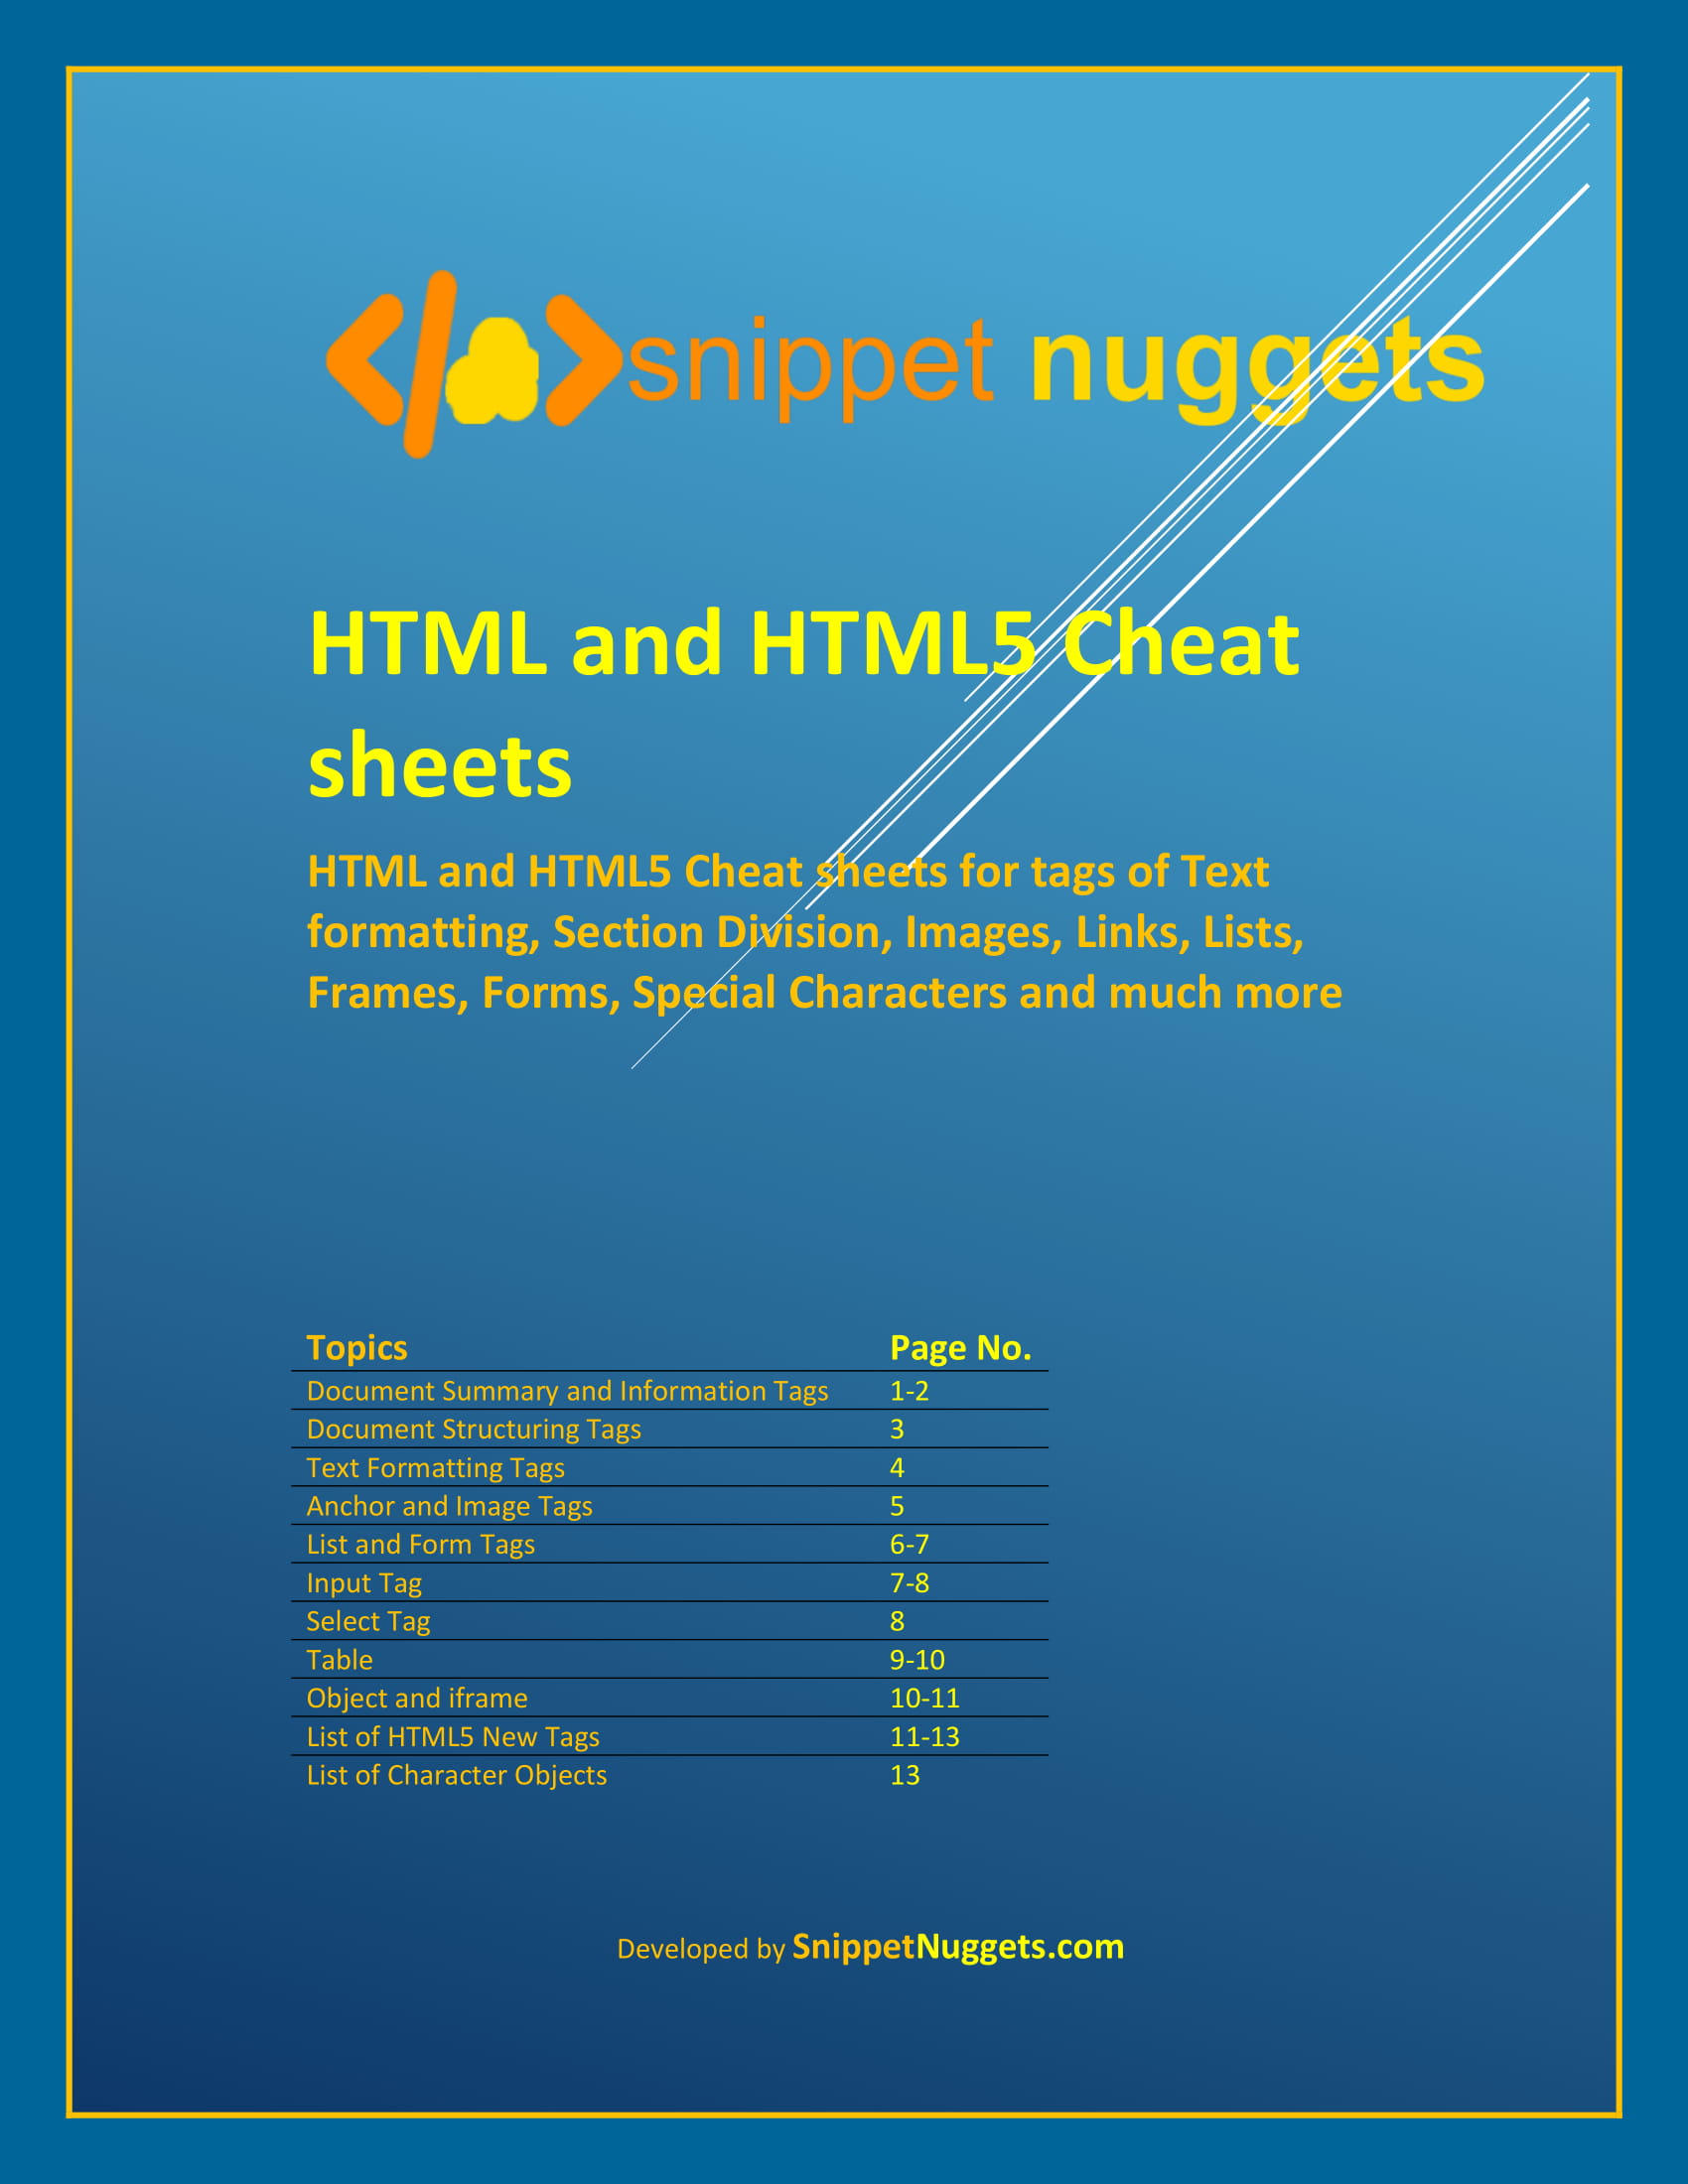 snippet nuggets
HTML and HTML5 Cheat
sheets
HTML and HTML5 Cheat sheets for tags of Text
formatting, Section Division, Images, Links, Lists,
Frames, Forms, Special Characters and much more
Topics Page No.
Document Summary and Information Tags 1-2
Document Structuring Tags 3
Text Formatting Tags 4
Anchor and Image Tags 5
List and Form Tags 6-7
Input Tag 7-8
Select Tag 8
Table 9-10
Object and iframe 10-11
List of HTML5 New Tags 11-13
List of Character Objects 13
Developed by SnippetNuggets.com